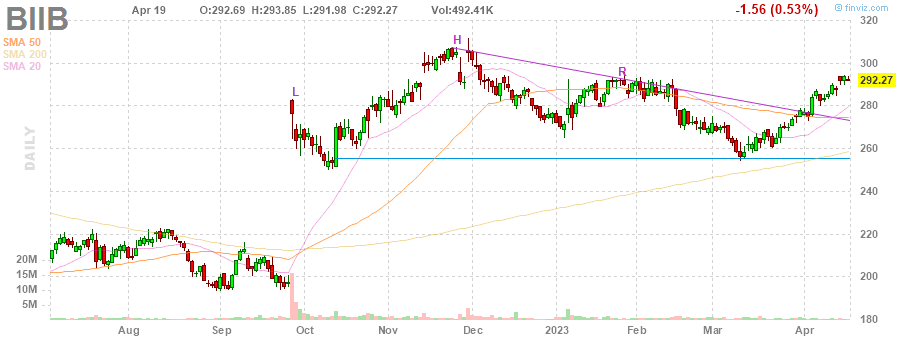 BIIB
Apr 19 O:292.69 H:293.85 L:291.98 C:292.27 Vol:492.41K -1.56 (0.53%)
© finviz.com
SMA 50
SMA 200
SMA 20
DAILY
L
H
R
320
300
292.27
280
260
240
220
200
180
20M
15M
10M
5M
Aug Sep Oct Nov Dec 2023 Feb Mar Apr